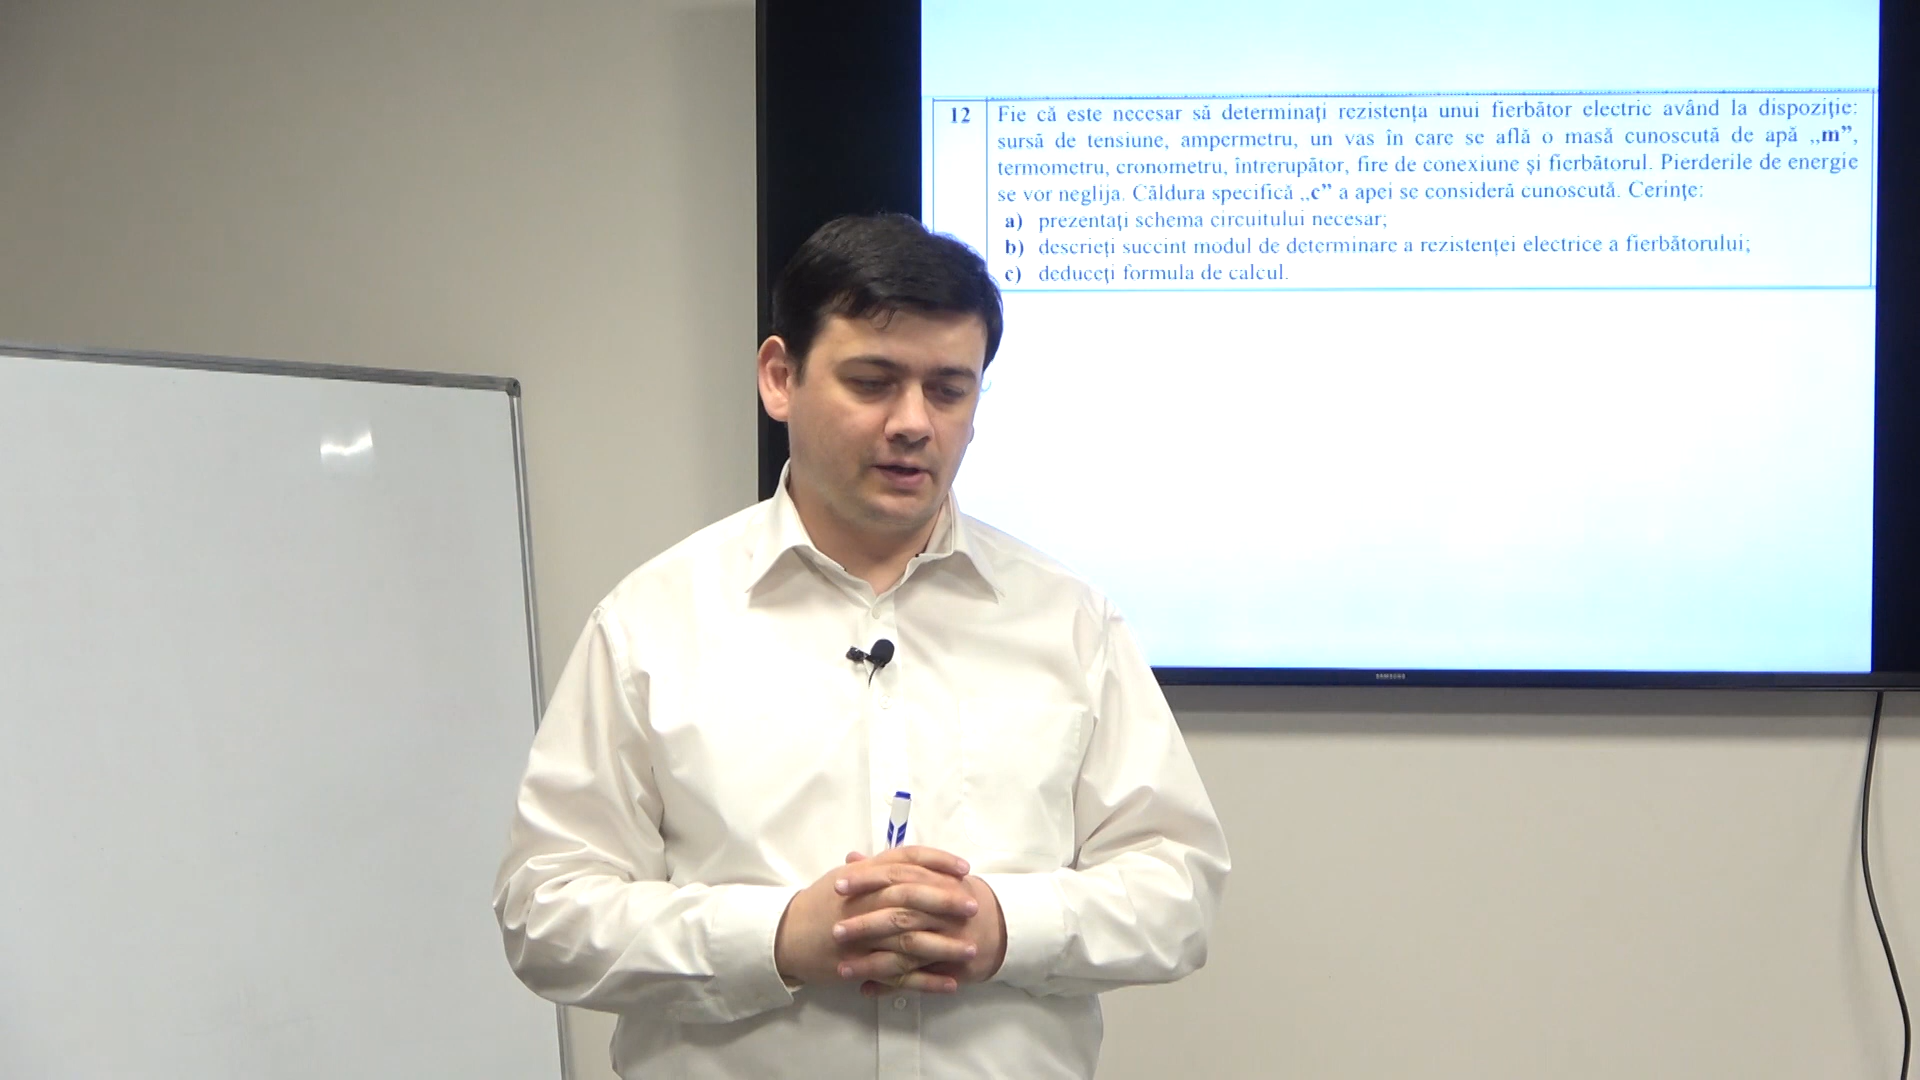 12 Fie că este necesar să determinați rezistența unui fierbător electric având la dispoziție:
sursă de tensiune, ampermetru, un vas în care se află o masă cunoscută de apă „m”,
termometru, cronometru, întrerupător, fire de conexiune și fierbătorul. Pierderile de energie
se vor neglija. Căldura specifică „c” a apei se consideră cunoscută. Cerințe:
a) prezentați schema circuitului necesar;
b) descrieți succint modul de determinare a rezistenței electrice a fierbătorului;
c) deduceți formula de calcul.
SAMSUNG